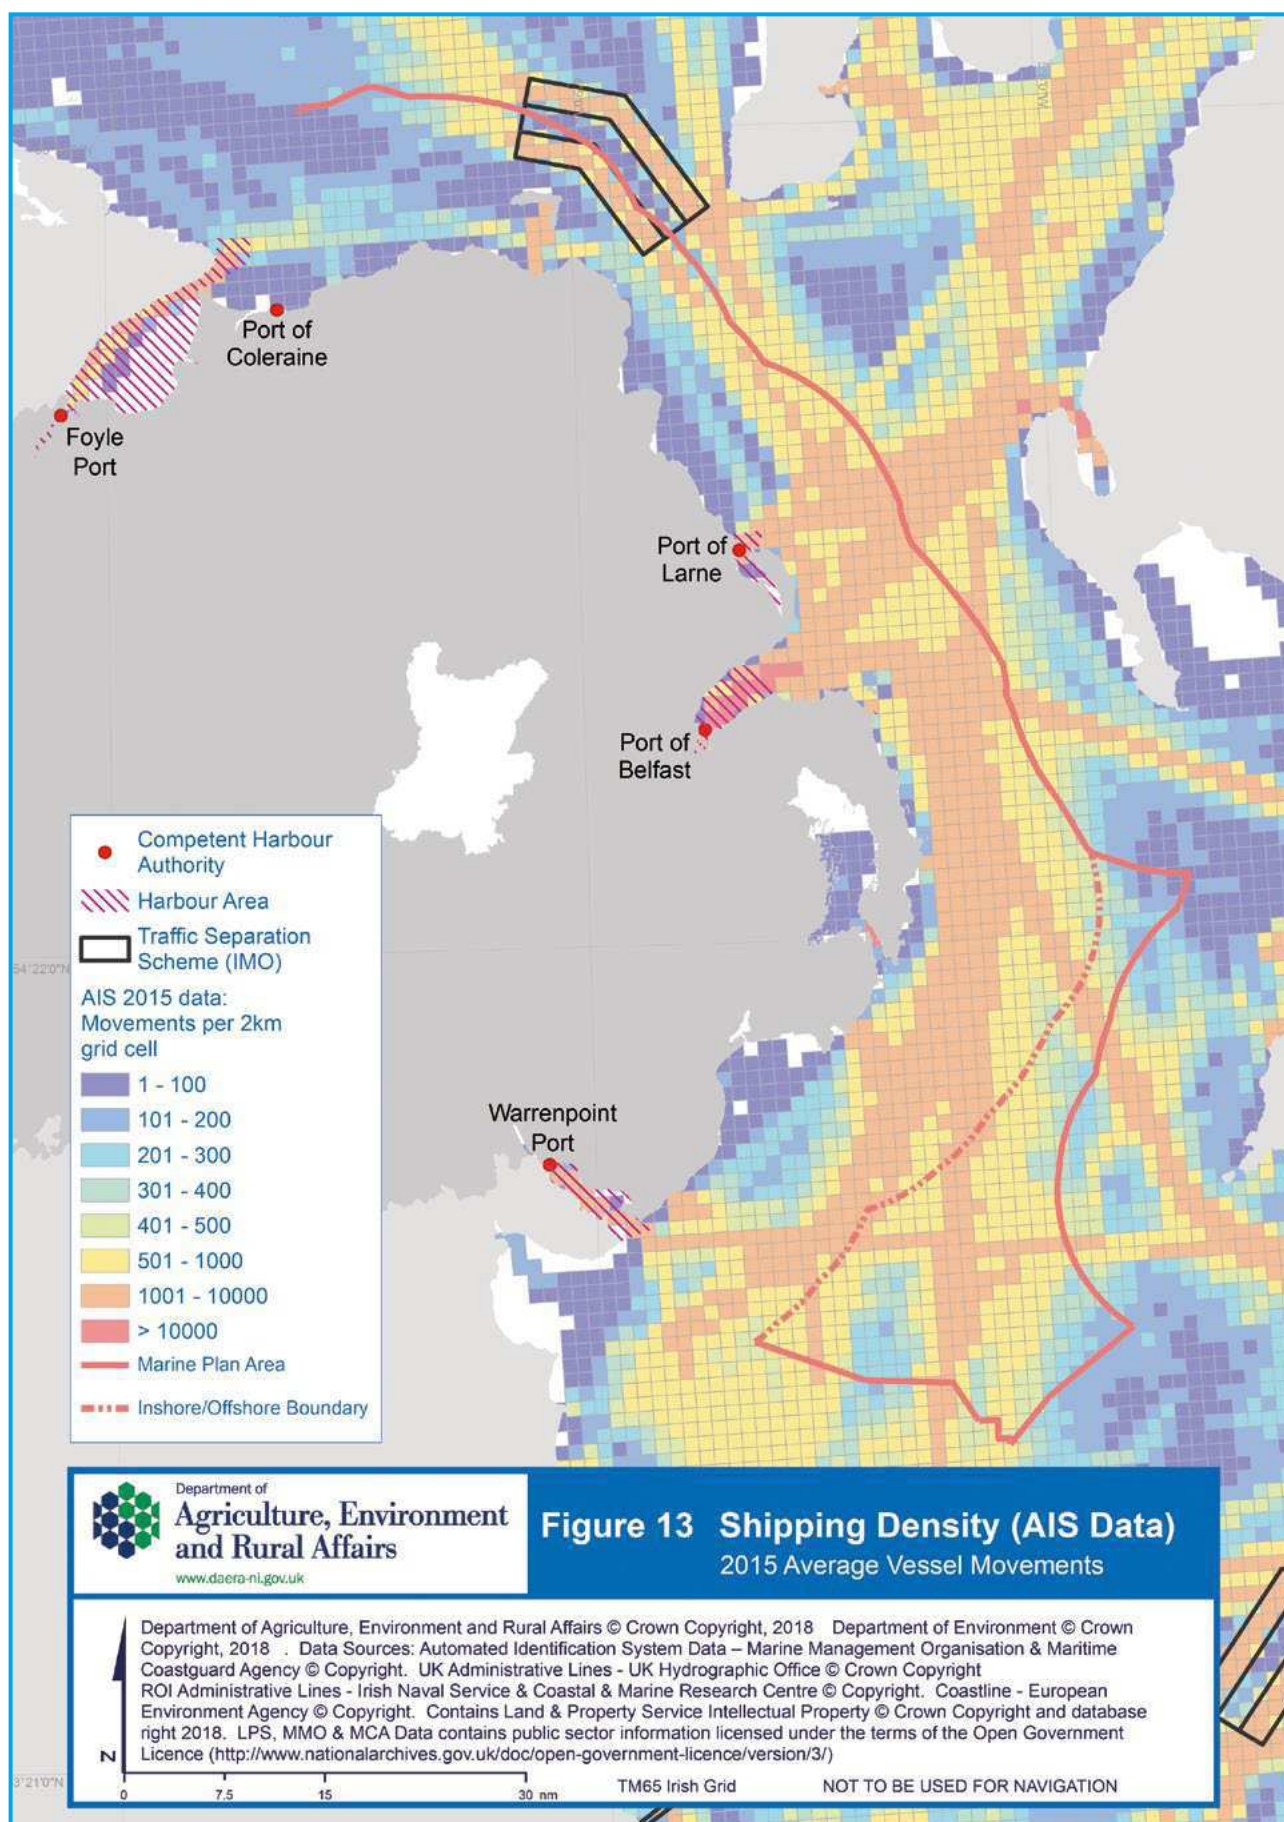 Port of
Coleraine
Foyle
Port
Port of
Larne
Port of
Belfast
Warrenpoint
Port
54°22'0"N
3°21'0"N
Competent Harbour
Authority
Harbour Area
Traffic Separation
Scheme (IMO)
AIS 2015 data:
Movements per 2km
grid cell
1 - 100
101 - 200
201 - 300
301 - 400
401 - 500
501 - 1000
1001 - 10000
> 10000
Marine Plan Area
Inshore/Offshore Boundary
Department of
Agriculture, Environment
and Rural Affairs
www.daera-ni.gov.uk
Figure 13 Shipping Density (AIS Data)
2015 Average Vessel Movements
Department of Agriculture, Environment and Rural Affairs © Crown Copyright, 2018 Department of Environment © Crown
Copyright, 2018 . Data Sources: Automated Identification System Data – Marine Management Organisation & Maritime
Coastguard Agency © Copyright. UK Administrative Lines - UK Hydrographic Office © Crown Copyright
ROI Administrative Lines - Irish Naval Service & Coastal & Marine Research Centre © Copyright. Coastline - European
Environment Agency © Copyright. Contains Land & Property Service Intellectual Property © Crown Copyright and database
right 2018. LPS, MMO & MCA Data contains public sector information licensed under the terms of the Open Government
Licence (http://www.nationalarchives.gov.uk/doc/open-government-licence/version/3/)
N
0 7.5 15 30 nm
TM65 Irish Grid NOT TO BE USED FOR NAVIGATION